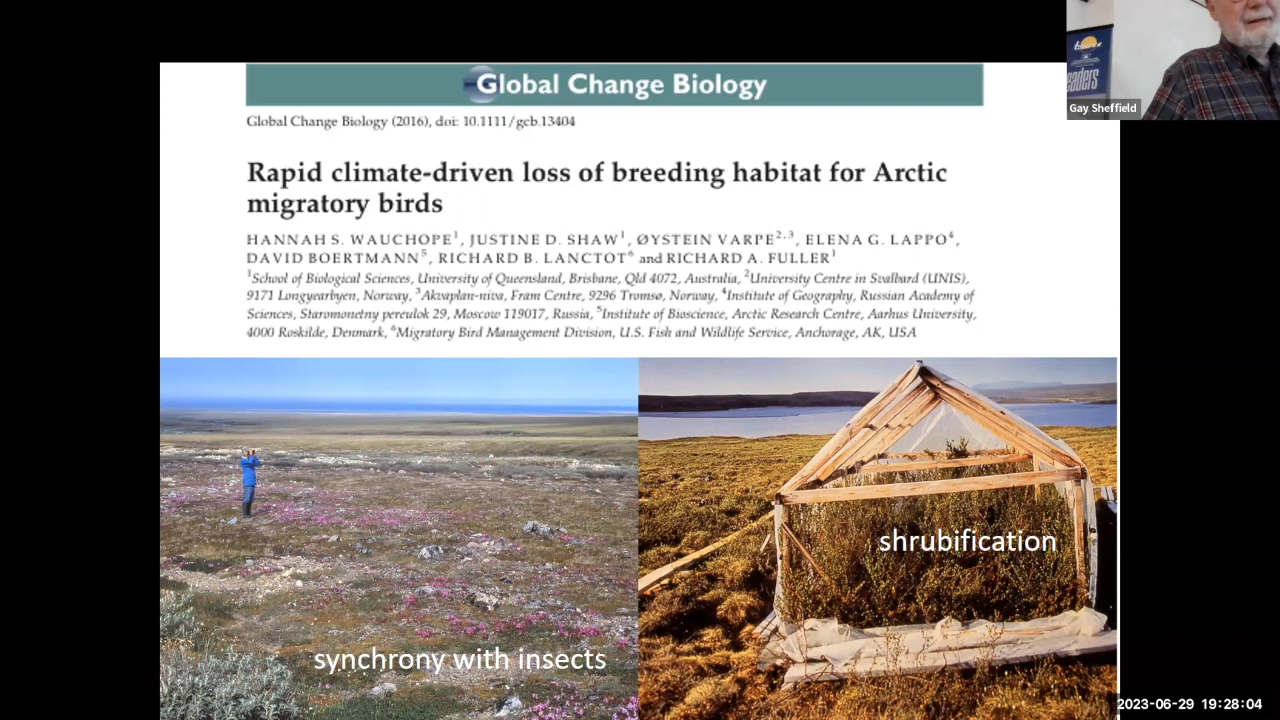 Global Change Biology
Global Change Biology (2016), doi: 10.1111/gcb.13404
Rapid climate-driven loss of breeding habitat for Arctic
migratory birds
HANNAH S. WAUCHOPE¹, JUSTINE D. SHAW¹, ØYSTEIN VARPE²,³, ELENA G. LAPPO⁴,
DAVID BOERTMANN⁵, RICHARD B. LANCTOT⁶ and RICHARD A. FULLER¹
¹School of Biological Sciences, University of Queensland, Brisbane, Qld 4072, Australia, ²University Centre in Svalbard (UNIS),
9171 Longyearbyen, Norway, ³Akvaplan-niva, Fram Centre, 9296 Tromsø, Norway, ⁴Institute of Geography, Russian Academy of
Sciences, Staromonetny pereulok 29, Moscow 119017, Russia, ⁵Institute of Bioscience, Arctic Research Centre, Aarhus University,
4000 Roskilde, Denmark, ⁶Migratory Bird Management Division, U.S. Fish and Wildlife Service, Anchorage, AK, USA
shrubification
synchrony with insects
eaders
Gay Sheffield
2023-06-29 19:28:04